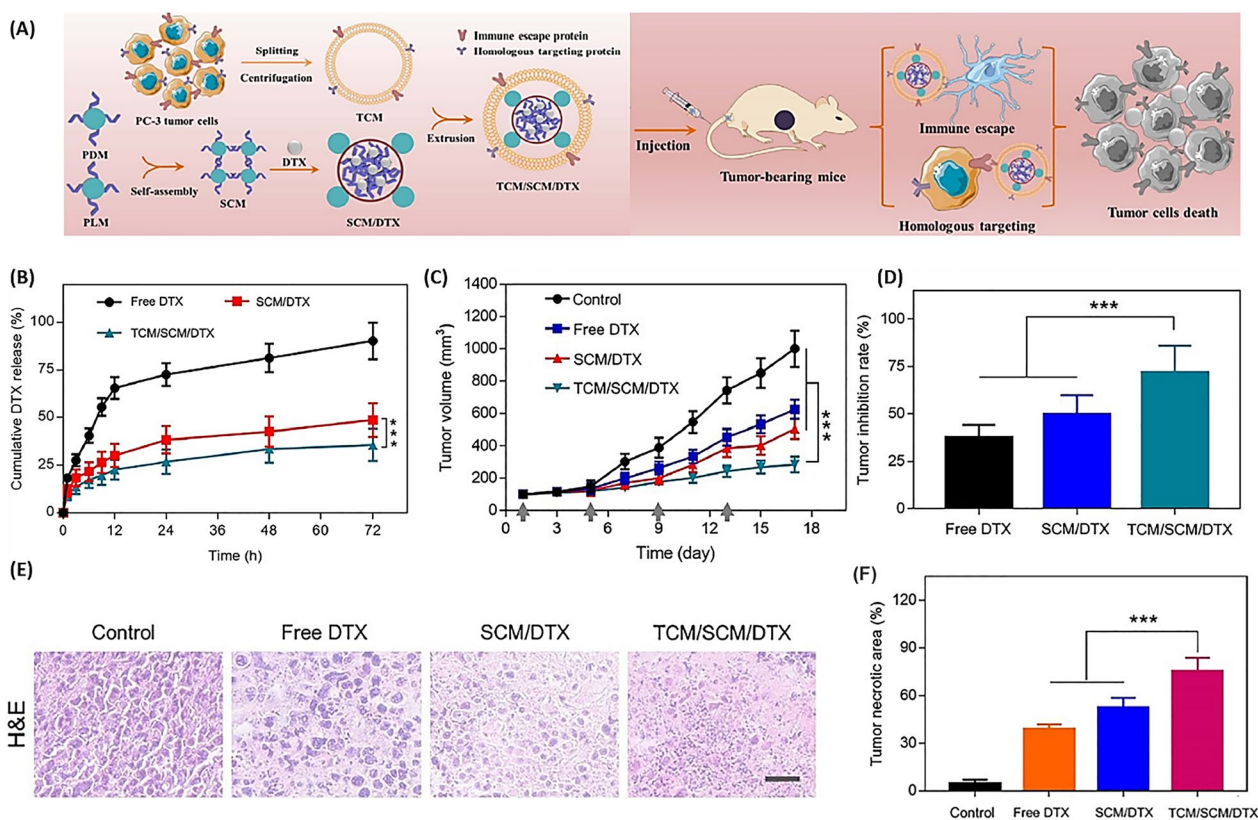 (A)
Splitting
Centrifugation
PC-3 tumor cells
TCM
Immune escape protein
Homologous targeting protein
PDM
PLM
Self-assembly
SCM
DTX
SCM/DTX
Extrusion
TCM/SCM/DTX
Injection
Tumor-bearing mice
Immune escape
Homologous targeting
Tumor cells death
(B)
Cumulative DTX release (%)
100
75
50
25
0
Free DTX
SCM/DTX
TCM/SCM/DTX
***
0 12 24 36 48 60 72
Time (h)
(C)
Tumor volume (mm³)
1400
1200
1000
800
600
400
200
0
Control
Free DTX
SCM/DTX
TCM/SCM/DTX
***
0 3 6 9 13 15 18
Time (day)
(D)
Tumor inhibition rate (%)
100
75
50
25
0
***
Free DTX SCM/DTX TCM/SCM/DTX
(E)
Control Free DTX SCM/DTX TCM/SCM/DTX
H&E
(F)
Tumor necrotic area (%)
120
90
60
30
0
***
Control Free DTX SCM/DTX TCM/SCM/DTX